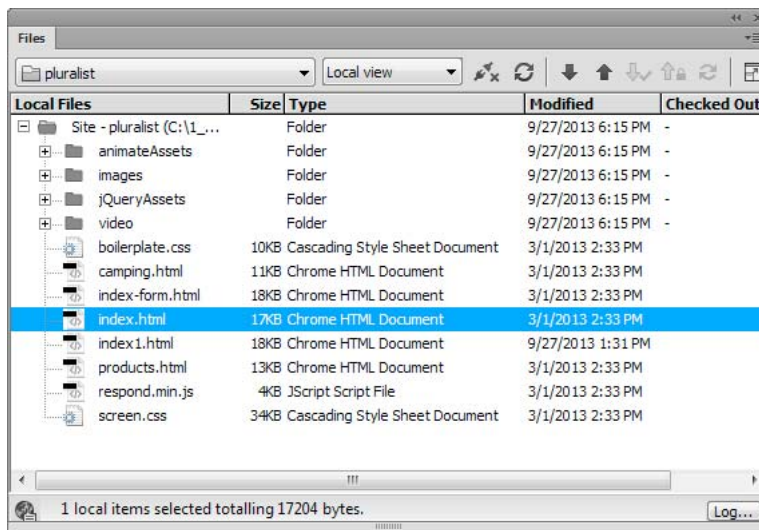 Files
pluralist Local view
Local Files Size Type Modified Checked Out
Site - pluralist (C:\1_... Folder 9/27/2013 6:15 PM -
animateAssets Folder 9/27/2013 6:15 PM -
images Folder 9/27/2013 6:15 PM -
jQueryAssets Folder 9/27/2013 6:15 PM -
video Folder 9/27/2013 6:15 PM -
boilerplate.css 10KB Cascading Style Sheet Document 3/1/2013 2:33 PM
camping.html 11KB Chrome HTML Document 3/1/2013 2:33 PM
index-form.html 18KB Chrome HTML Document 3/1/2013 2:33 PM
index.html 17KB Chrome HTML Document 3/1/2013 2:33 PM
index1.html 18KB Chrome HTML Document 9/27/2013 1:31 PM
products.html 13KB Chrome HTML Document 3/1/2013 2:33 PM
respond.min.js 4KB JScript Script File 3/1/2013 2:33 PM
screen.css 34KB Cascading Style Sheet Document 3/1/2013 2:33 PM
1 local items selected totalling 17204 bytes. Log...